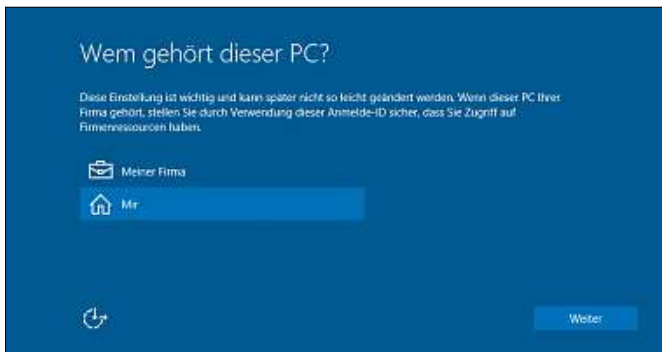 Wem gehört dieser PC?
Diese Einstellung ist wichtig und kann später nicht so leicht geändert werden. Wenn dieser PC Ihrer
Firma gehört, stellen Sie durch Verwendung dieser Anmelde-ID sicher, dass Sie Zugriff auf
Firmenressourcen haben.
Meiner Firma
Mir
Weiter